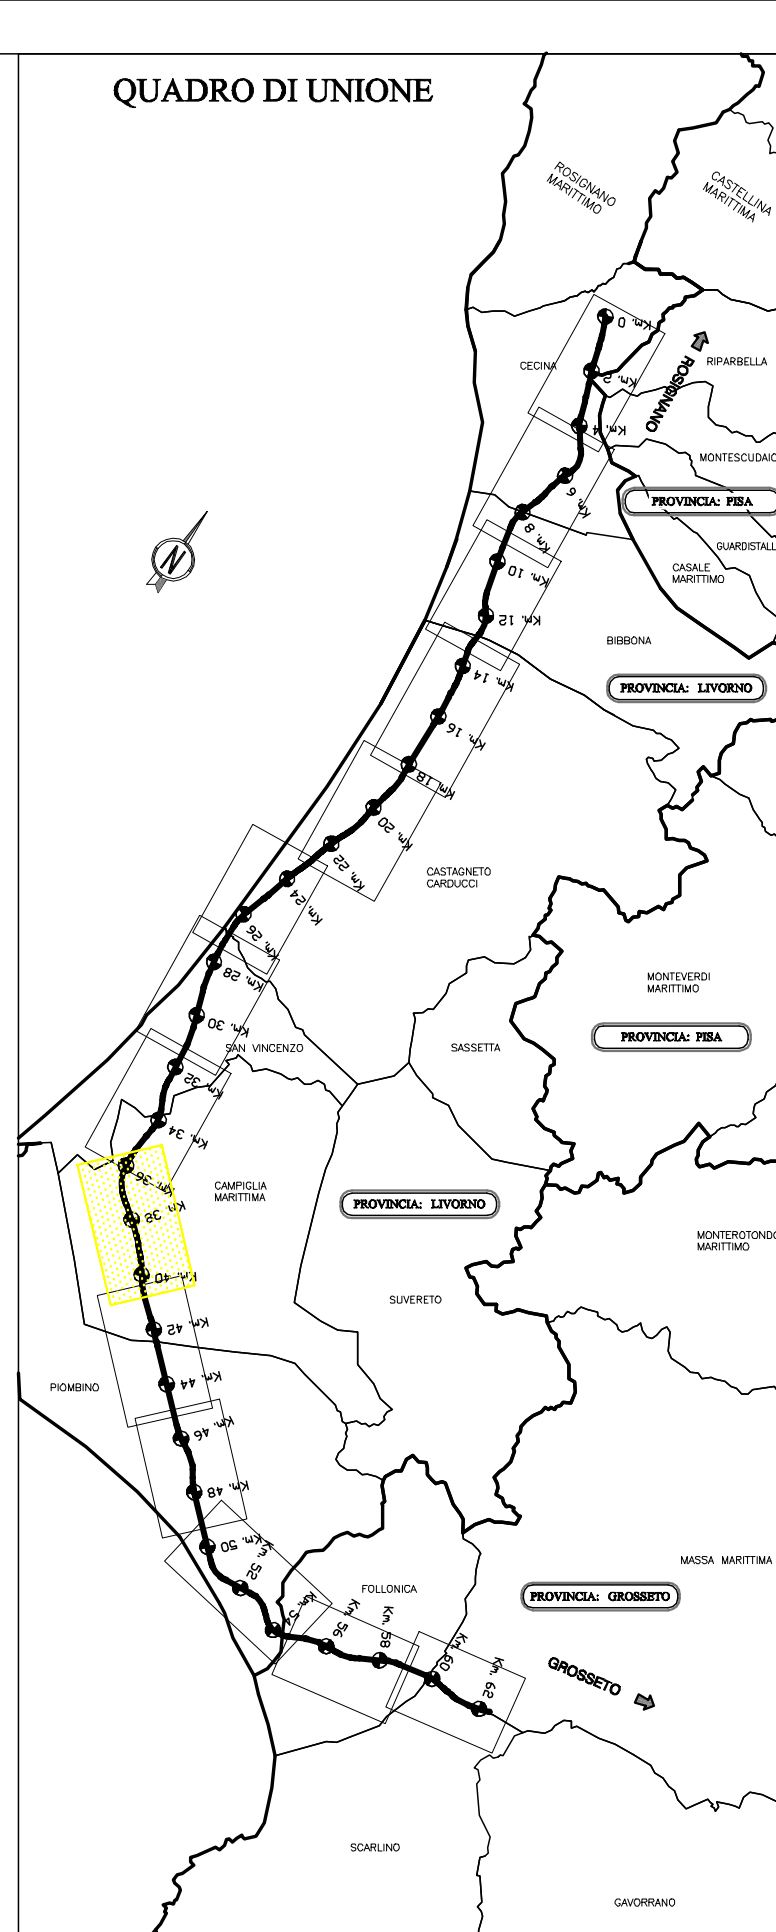 QUADRO DI UNIONE
ROSIGNANO
MARITTIMO
CASTELLINA
MARITTIMA
Km. 0
CECINA
ROSIGNANO
RIPARBELLA
Km. 2
Km. 4
MONTESCUDAIO
Km. 6
PROVINCIA: PISA
Km. 8
GUARDISTALL
N
Km. 10
CASALE
MARITTIMO
Km. 12
BIBBONA
Km. 14
PROVINCIA: LIVORNO
Km. 16
Km. 18
Km. 20
Km. 22
CASTAGNETO
CARDUCCI
Km. 24
Km. 26
Km. 28
MONTEVERDI
MARITTIMO
Km. 30
PROVINCIA: PISA
SAN VINCENZO
SASSETTA
Km. 32
Km. 34
Km. 36
CAMPIGLIA
MARITTIMA
Km. 38
PROVINCIA: LIVORNO
MONTEROTONDO
MARITTIMO
Km. 40
SUVERETO
Km. 42
PIOMBINO
Km. 44
Km. 46
Km. 48
Km. 50
MASSA MARITTIMA
Km. 52
FOLLONICA
PROVINCIA: GROSSETO
Km. 54
Km. 56
Km. 58
Km. 60
Km. 62
GROSSETO
SCARLINO
GAVORRANO